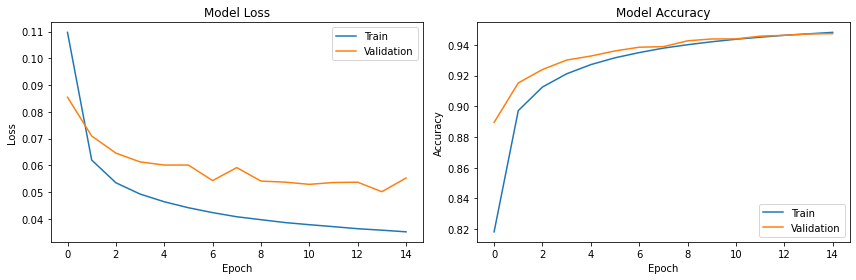 Model Loss
Loss
0.11
0.10
0.09
0.08
0.07
0.06
0.05
0.04
0 2 4 6 8 10 12 14
Epoch
Train
Validation
Model Accuracy
Accuracy
0.94
0.92
0.90
0.88
0.86
0.84
0.82
0 2 4 6 8 10 12 14
Epoch
Train
Validation